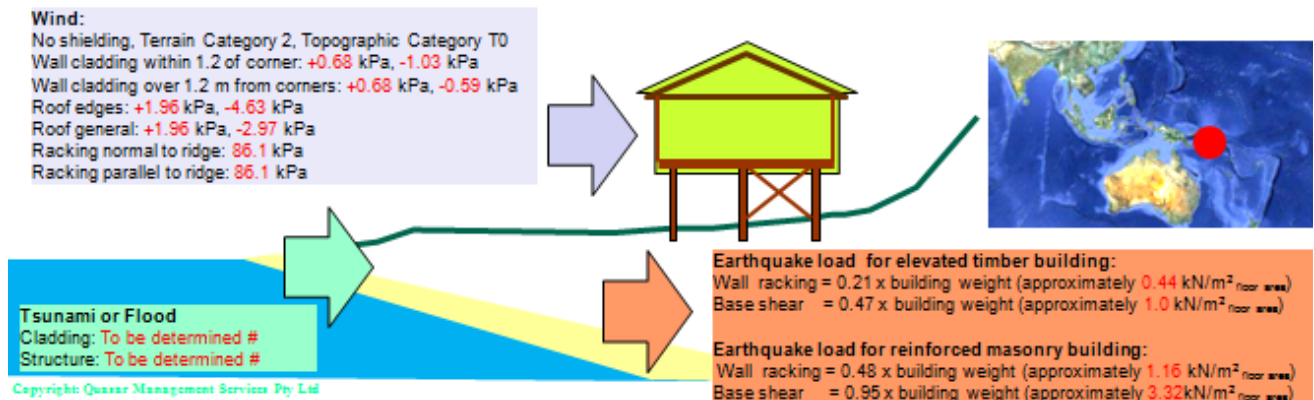 Wind:
No shielding, Terrain Category 2, Topographic Category T0
Wall cladding within 1.2 of corner: +0.68 kPa, -1.03 kPa
Wall cladding over 1.2 m from corners: +0.68 kPa, -0.59 kPa
Roof edges: +1.96 kPa, -4.63 kPa
Roof general: +1.96 kPa, -2.97 kPa
Racking normal to ridge: 86.1 kPa
Racking parallel to ridge: 86.1 kPa
Tsunami or Flood
Cladding: To be determined #
Structure: To be determined #
Copyright: Quasar Management Services Pty Ltd
Earthquake load for elevated timber building:
Wall racking = 0.21 x building weight (approximately 0.44 kN/m² floor area)
Base shear = 0.47 x building weight (approximately 1.0 kN/m² floor area)
Earthquake load for reinforced masonry building:
Wall racking = 0.48 x building weight (approximately 1.16 kN/m² floor area)
Base shear = 0.95 x building weight (approximately 3.32kN/m² floor area)